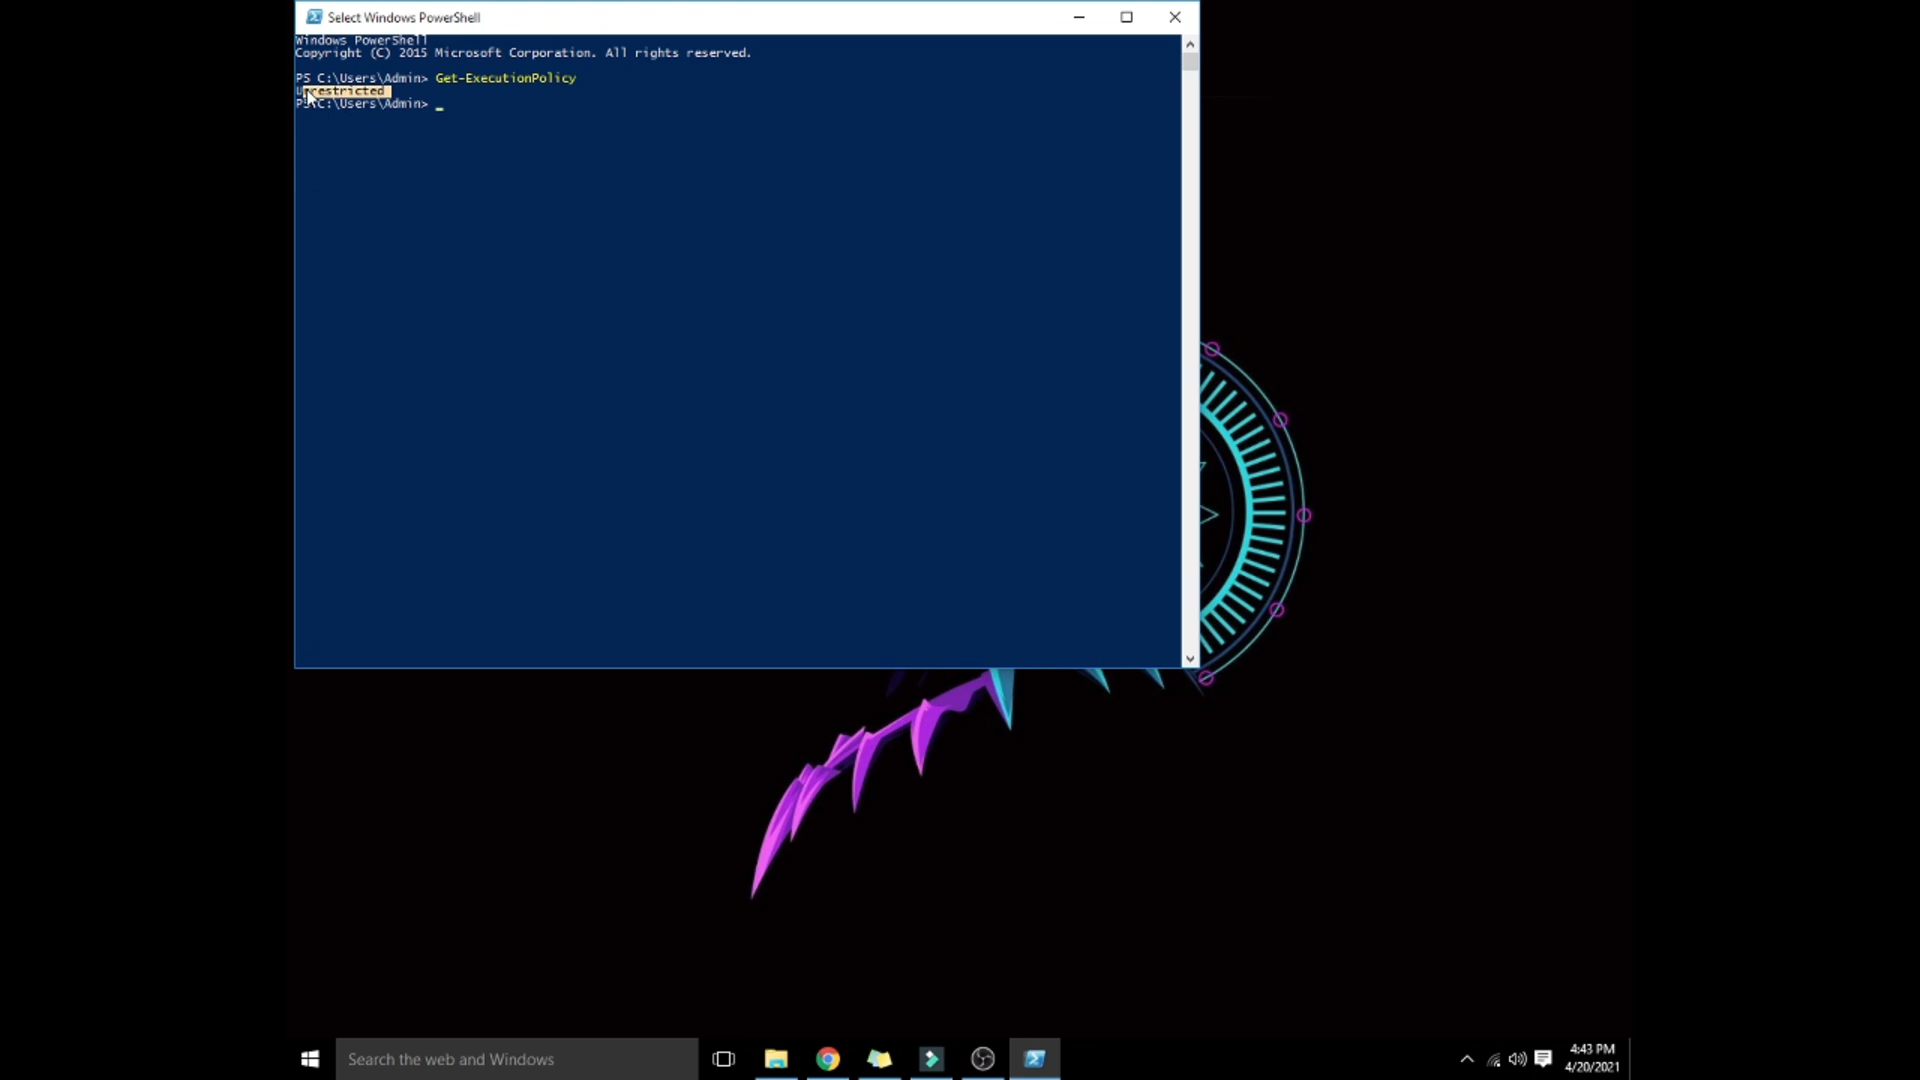 Select Windows PowerShell
Windows PowerShell
Copyright (C) 2015 Microsoft Corporation. All rights reserved.
PS C:\Users\Admin> Get-ExecutionPolicy
Unrestricted
PS C:\Users\Admin> _
Search the web and Windows
4:43 PM
4/20/2021